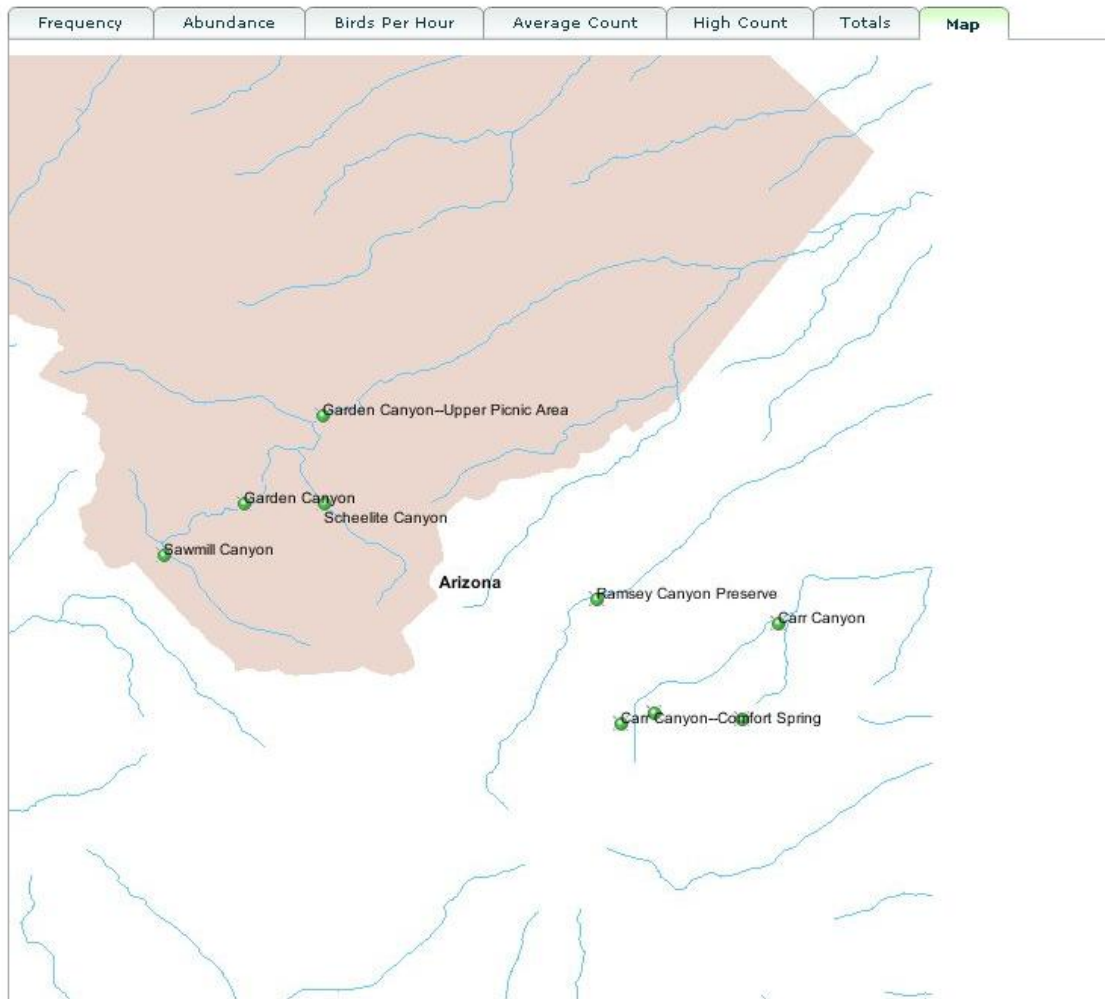 Frequency
Abundance
Birds Per Hour
Average Count
High Count
Totals
Map
Garden Canyon--Upper Picnic Area
Garden Canyon
Scheelite Canyon
Sawmill Canyon
Arizona
Ramsey Canyon Preserve
Carr Canyon
Carr Canyon--Comfort Spring